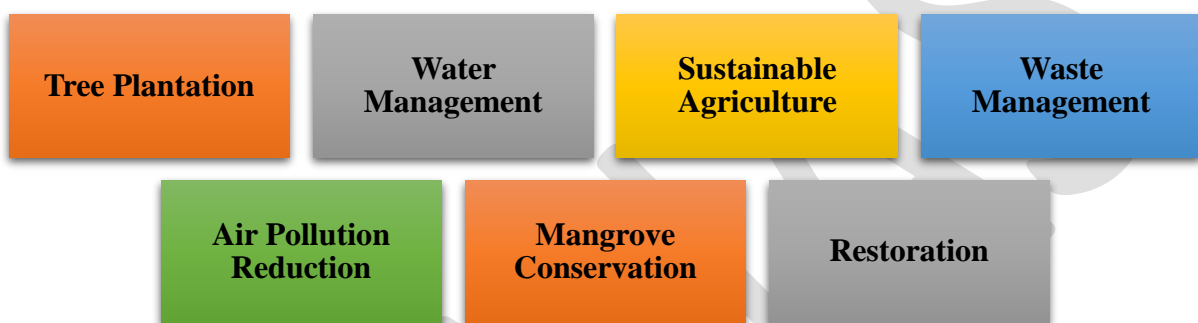 Tree Plantation
Water
Management
Sustainable
Agriculture
Waste
Management
Air Pollution
Reduction
Mangrove
Conservation
Restoration